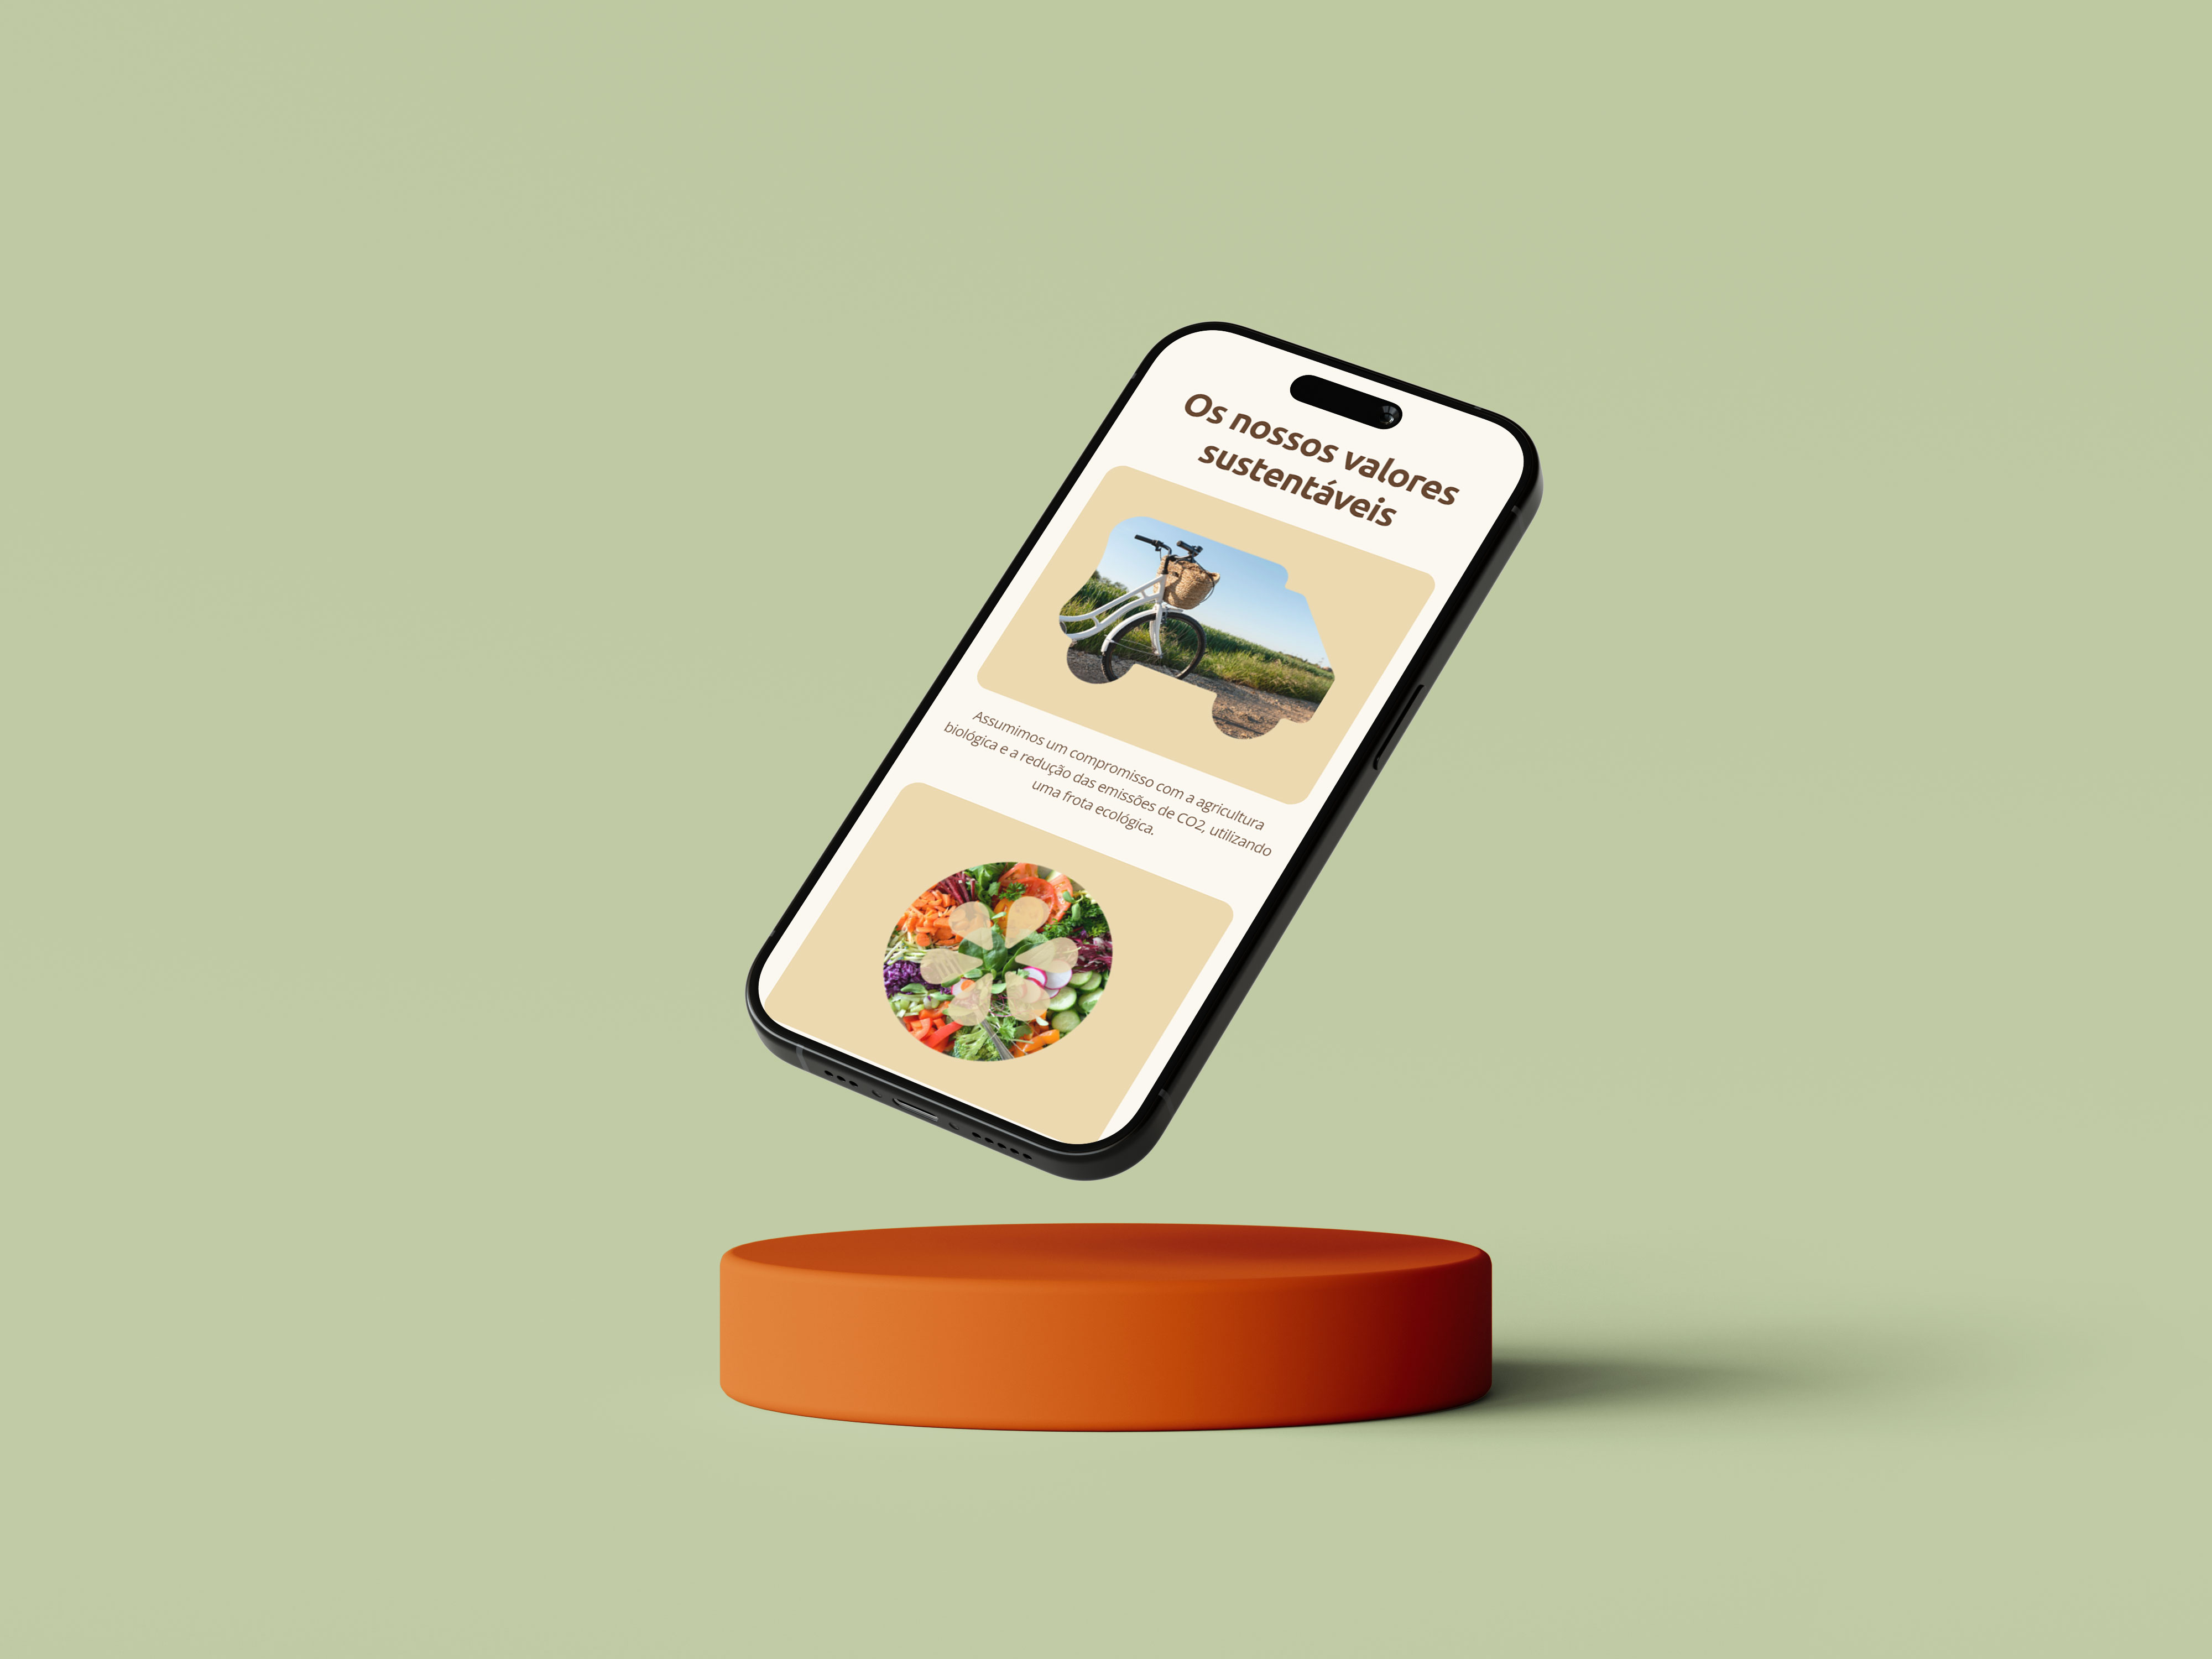 Os nossos valores
sustentáveis
Assumimos um compromisso com a agricultura
biológica e a redução das emissões de CO2, utilizando
uma frota ecológica.